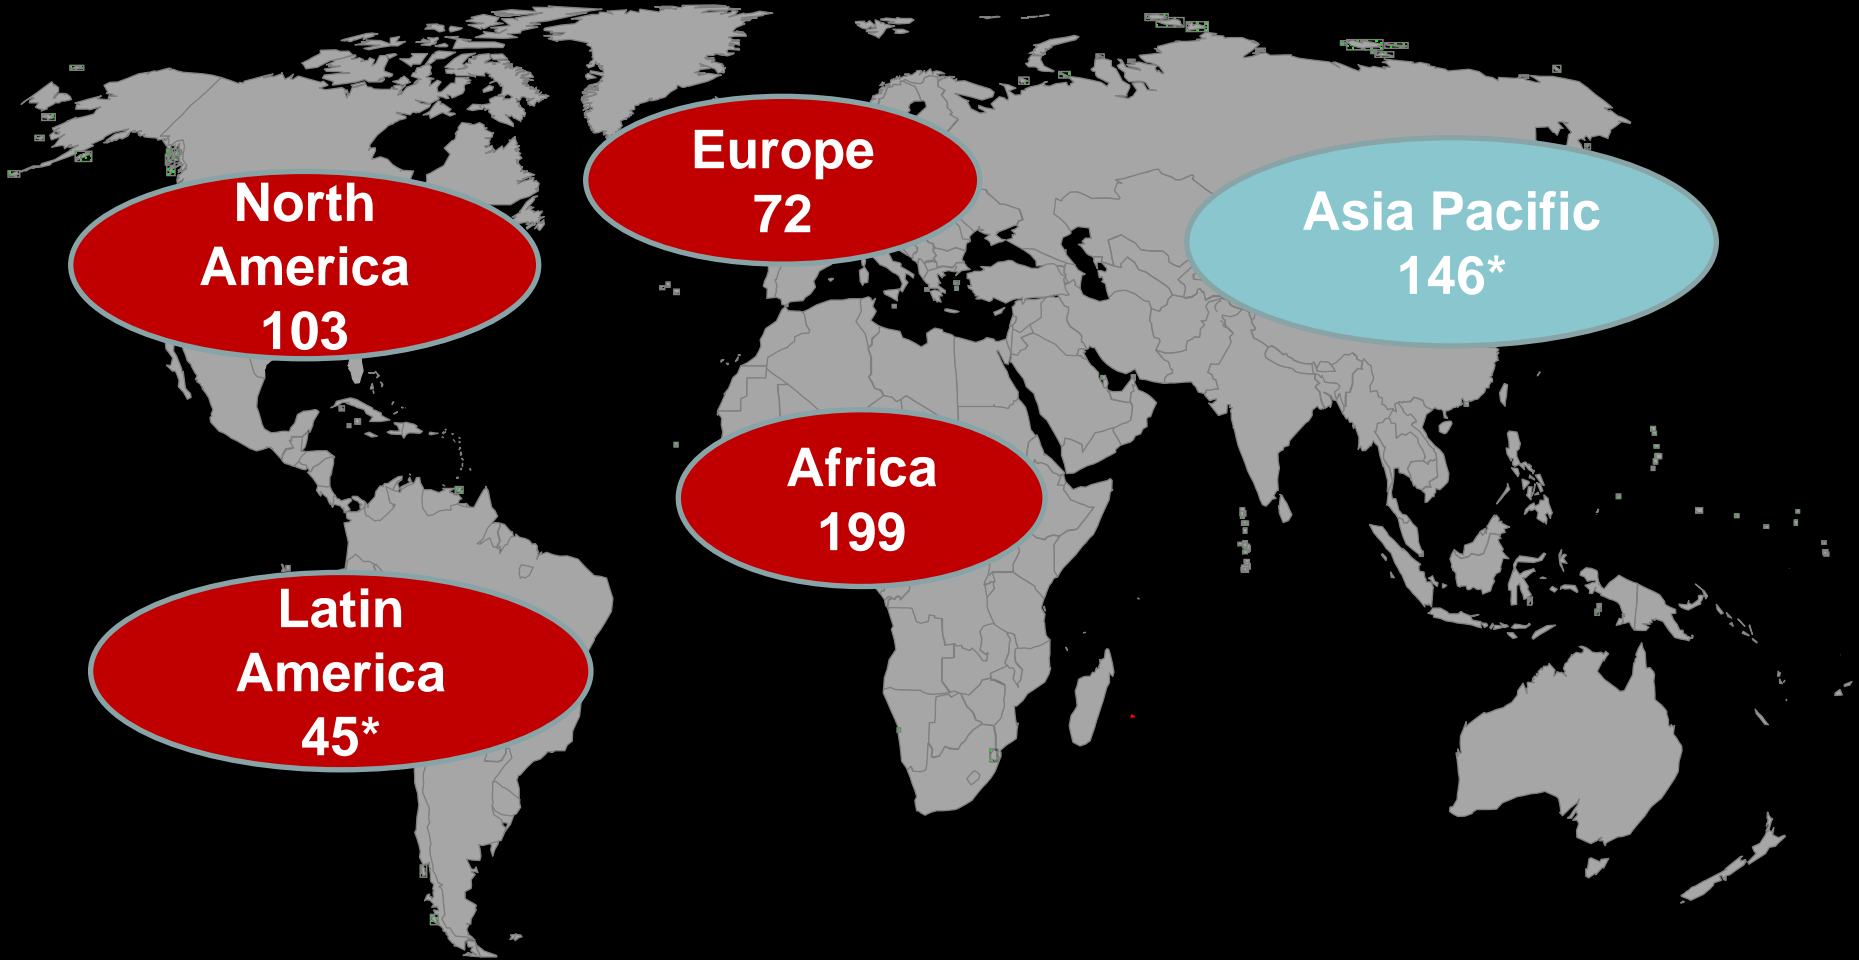 North
America
103
Europe
72
Asia Pacific
146*
Africa
199
Latin
America
45*